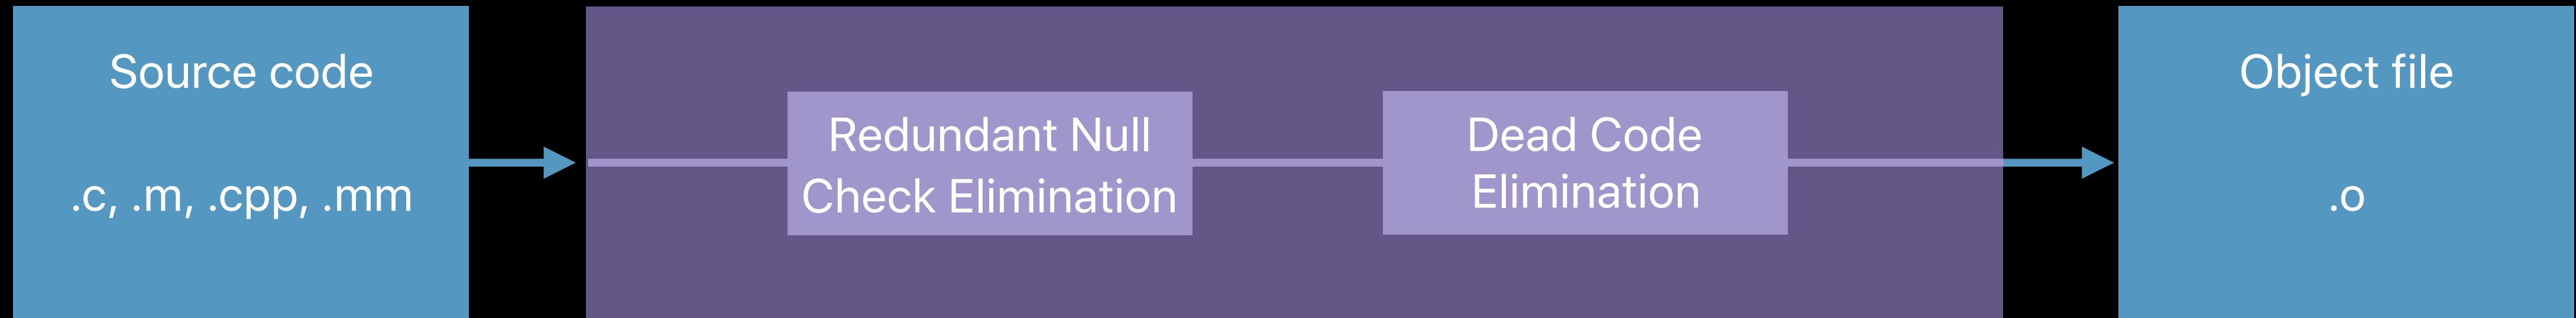 Source code
.c, .m, .cpp, .mm
Redundant Null
Check Elimination
Dead Code
Elimination
Object file
.o